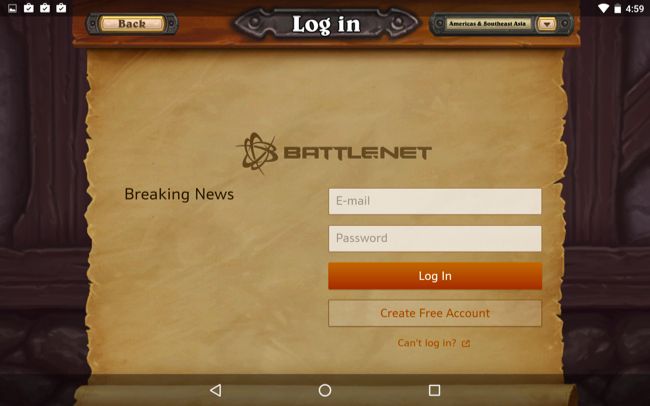 4:59
Back
Log in
Americas & Southeast Asia
BATTLE.NET
Breaking News
E-mail
Password
Log In
Create Free Account
Can't log in?